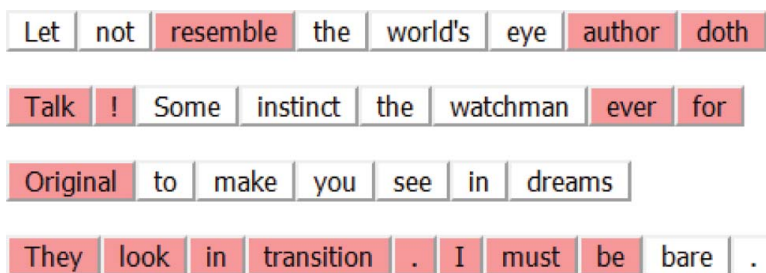 Let not resemble the world's eye author doth
Talk ! Some instinct the watchman ever for
Original to make you see in dreams
They look in transition . I must be bare .